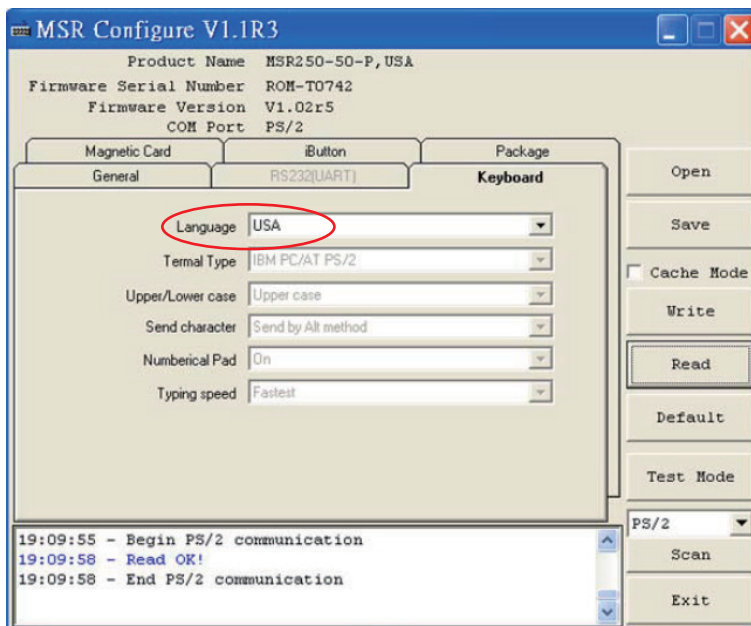 MSR Configure V1.1R3
Product Name MSR250-50-P,USA
Firmware Serial Number ROM-T0742
Firmware Version V1.02r5
COM Port PS/2
Magnetic Card iButton Package
General RS232(UART) Keyboard
Language USA
Termal Type IBM PC/AT PS/2
Upper/Lower case Upper case
Send character Send by Alt method
Numberical Pad On
Typing speed Fastest
Open
Save
Cache Mode
Write
Read
Default
Test Mode
PS/2
Scan
Exit
19:09:55 - Begin PS/2 communication
19:09:58 - Read OK!
19:09:58 - End PS/2 communication